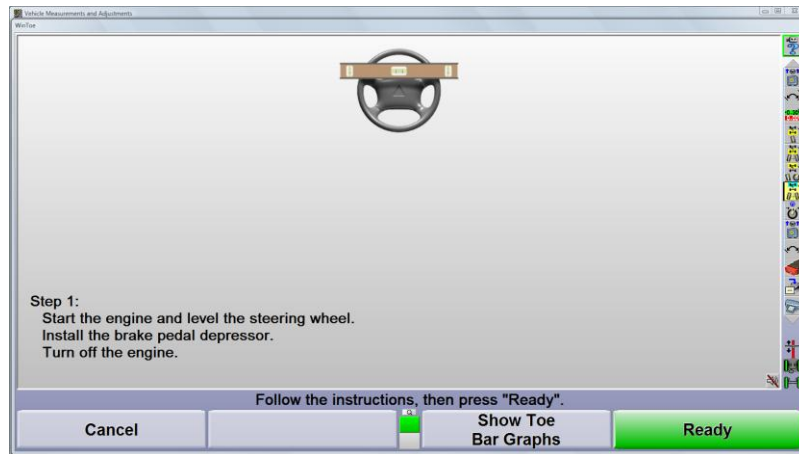 Vehicle Measurements and Adjustments
WinToe
Step 1:
Start the engine and level the steering wheel.
Install the brake pedal depressor.
Turn off the engine.
Follow the instructions, then press "Ready".
Cancel
Show Toe
Bar Graphs
Ready